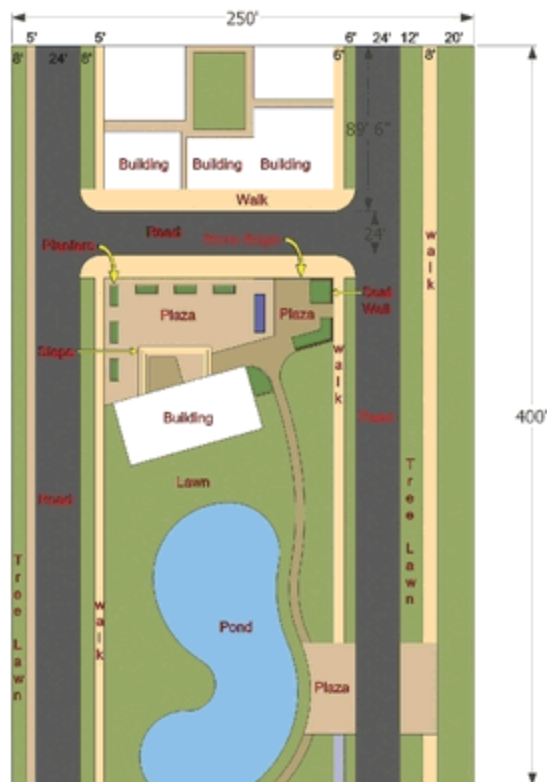 250'
5' 5' 6' 24' 12' 20'
8' 24' 8' 6" 8'
89' 6"
Building Building Building
Walk
Road
24'
Planters
walk
Plaza Plaza
Seat
Wall
walk
Building
Road
400'
Lawn
Road
Tree Lawn
Tree Lawn
walk
Pond
Plaza